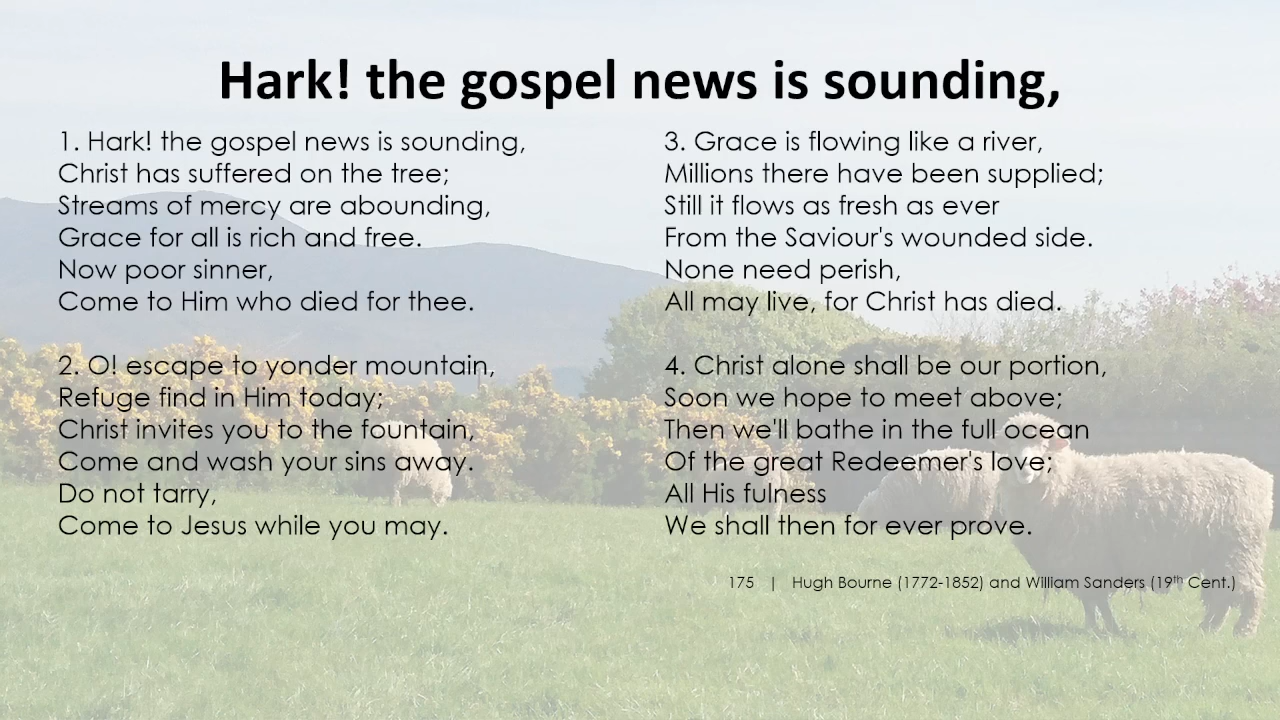 Hark! the gospel news is sounding,
1. Hark! the gospel news is sounding,
Christ has suffered on the tree;
Streams of mercy are abounding,
Grace for all is rich and free.
Now poor sinner,
Come to Him who died for thee.
2. O! escape to yonder mountain,
Refuge find in Him today;
Christ invites you to the fountain,
Come and wash your sins away.
Do not tarry,
Come to Jesus while you may.
3. Grace is flowing like a river,
Millions there have been supplied;
Still it flows as fresh as ever
From the Saviour's wounded side.
None need perish,
All may live, for Christ has died.
4. Christ alone shall be our portion,
Soon we hope to meet above;
Then we'll bathe in the full ocean
Of the great Redeemer's love;
All His fulness
We shall then for ever prove.
175 | Hugh Bourne (1772-1852) and William Sanders (19th Cent.)